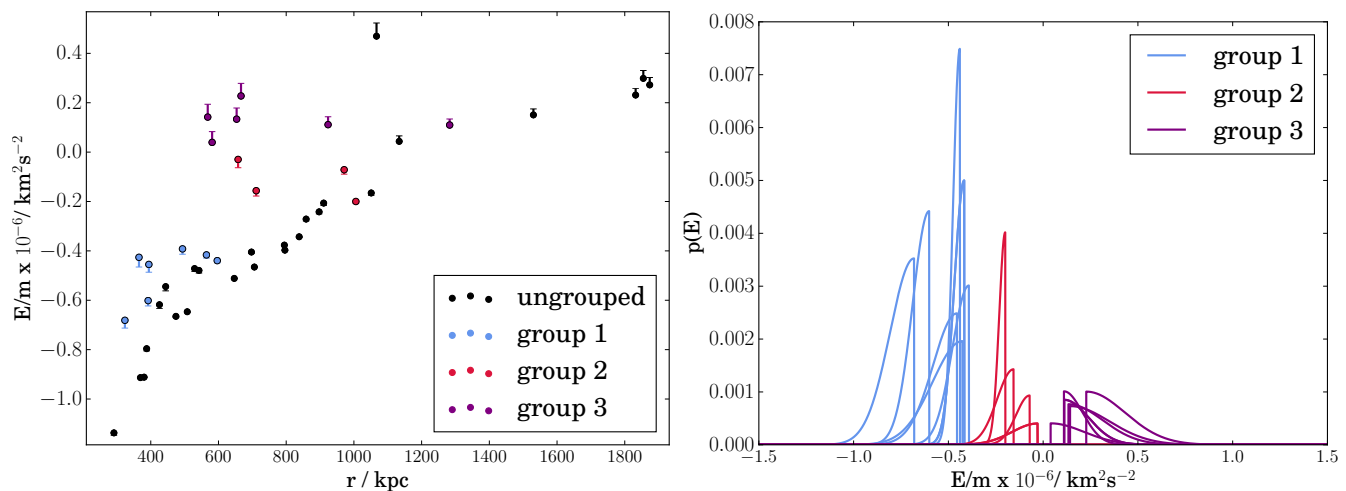 0.4
0.2
0.0
−0.2
−0.4
−0.6
−0.8
−1.0
E/m x 10⁻⁶/ km²s⁻²
400 600 800 1000 1200 1400 1600 1800
r / kpc
ungrouped
group 1
group 2
group 3
0.008
0.007
0.006
0.005
0.004
0.003
0.002
0.001
0.000
p(E)
−1.5 −1.0 −0.5 0.0 0.5 1.0 1.5
E/m x 10⁻⁶/ km²s⁻²
group 1
group 2
group 3